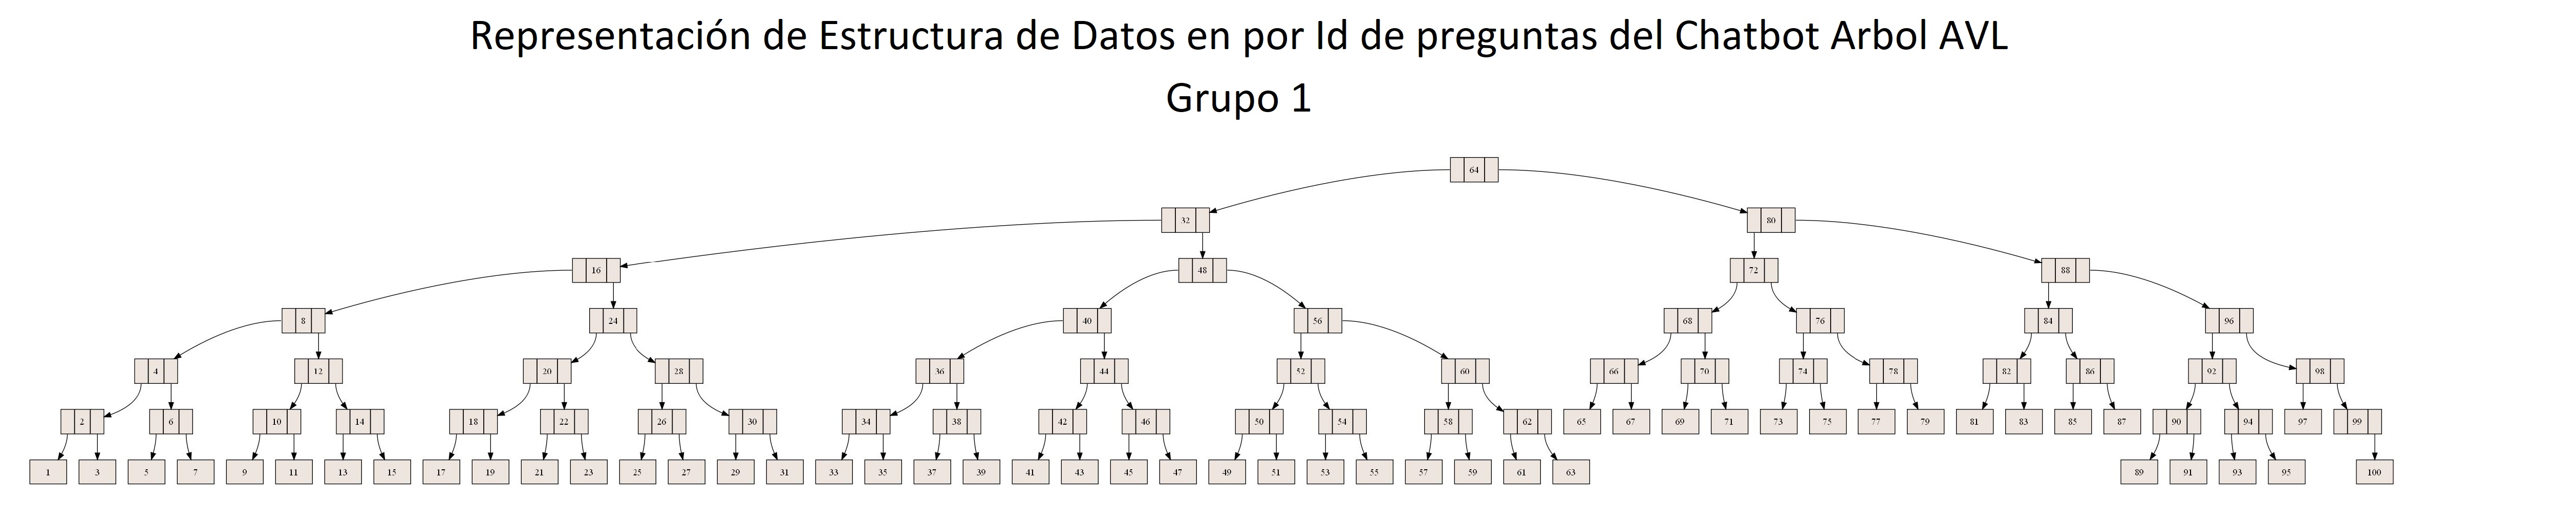 Representación de Estructura de Datos en por Id de preguntas del Chatbot Arbol AVL
Grupo 1
64
32 80
16 48 72 88
8 24 40 56 68 76 84 96
4 12 20 28 36 44 52 60 66 70 74 78 82 86 92 98
2 6 10 14 18 22 26 30 34 38 42 46 50 54 58 62 65 67 69 71 73 75 77 79 81 83 85 87 90 94 97 99
1 3 5 7 9 11 13 15 17 19 21 23 25 27 29 31 33 35 37 39 41 43 45 47 49 51 53 55 57 59 61 63 89 91 93 95 100